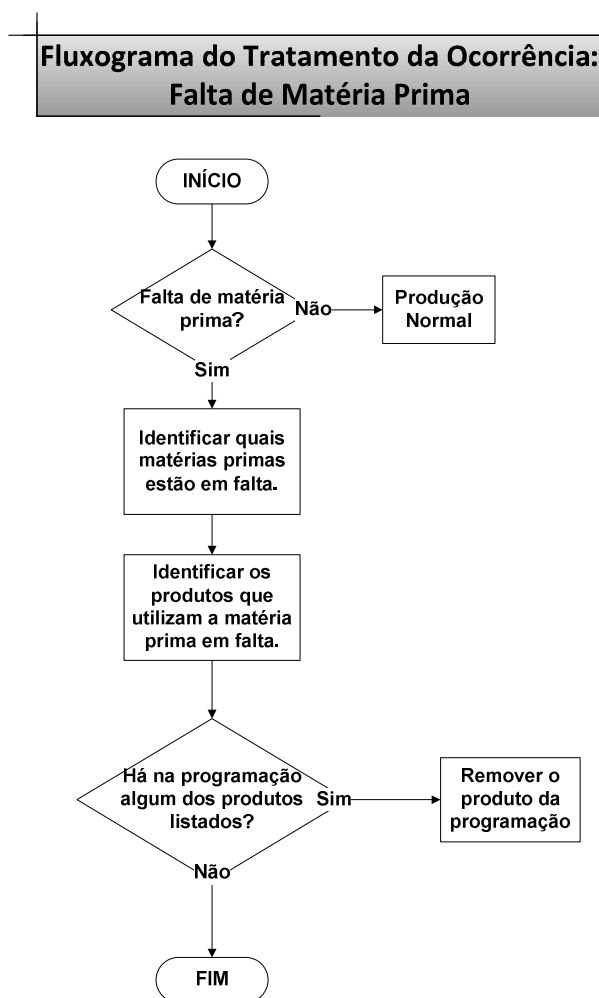 Fluxograma do Tratamento da Ocorrência:
Falta de Matéria Prima
INÍCIO
Falta de matéria
prima?
Não
Produção
Normal
Sim
Identificar quais
matérias primas
estão em falta.
Identificar os
produtos que
utilizam a matéria
prima em falta.
Há na programação
algum dos produtos
listados?
Sim
Remover o
produto da
programação
Não
FIM